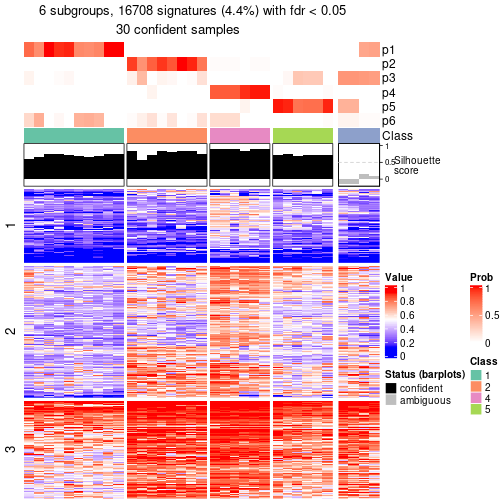 6 subgroups, 16708 signatures (4.4%) with fdr < 0.05
30 confident samples
p1
p2
p3
p4
p5
p6
Class
1
0.5
0
Silhouette
score
1
2
3
Value
1
0.8
0.6
0.4
0.2
0
Prob
1
0.5
0
Status (barplots)
confident
ambiguous
Class
1
2
4
5